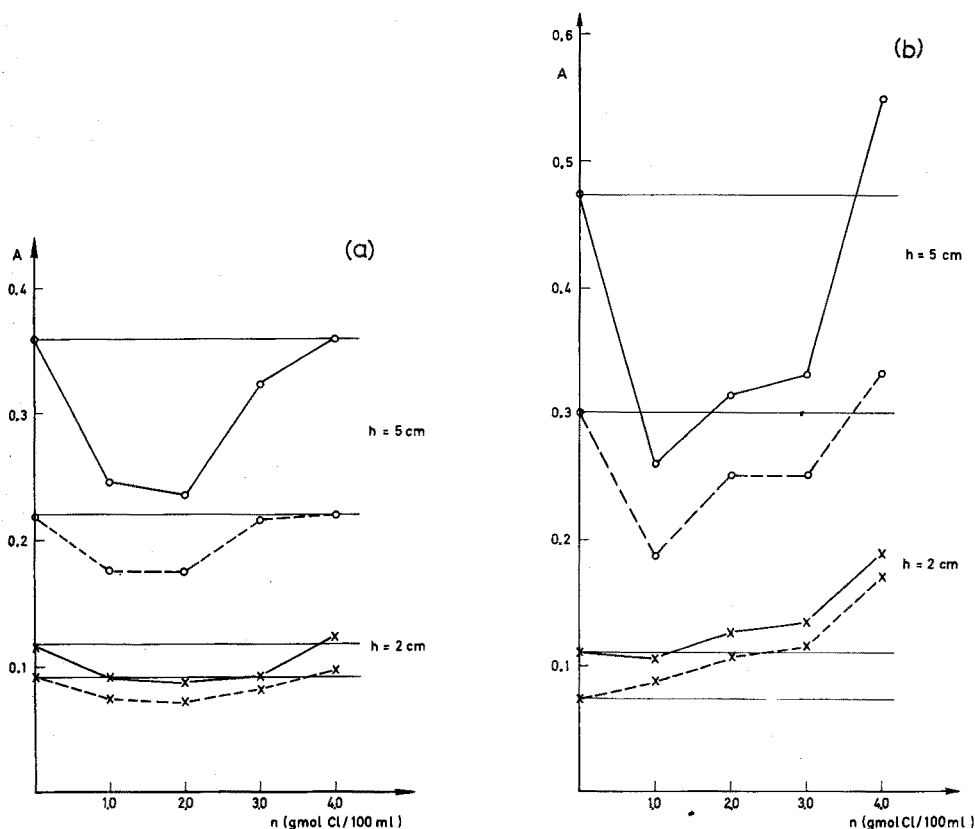 (a)
A
0,4
0,3
0,2
0,1
h = 5 cm
h = 2 cm
1,0 2,0 3,0 4,0
n (gmol Cl/100 ml)
(b)
0,6
A
0,5
0,4
0,3
0,2
0,1
h = 5 cm
h = 2 cm
1,0 2,0 3,0 4,0
n (gmol Cl/100 ml)